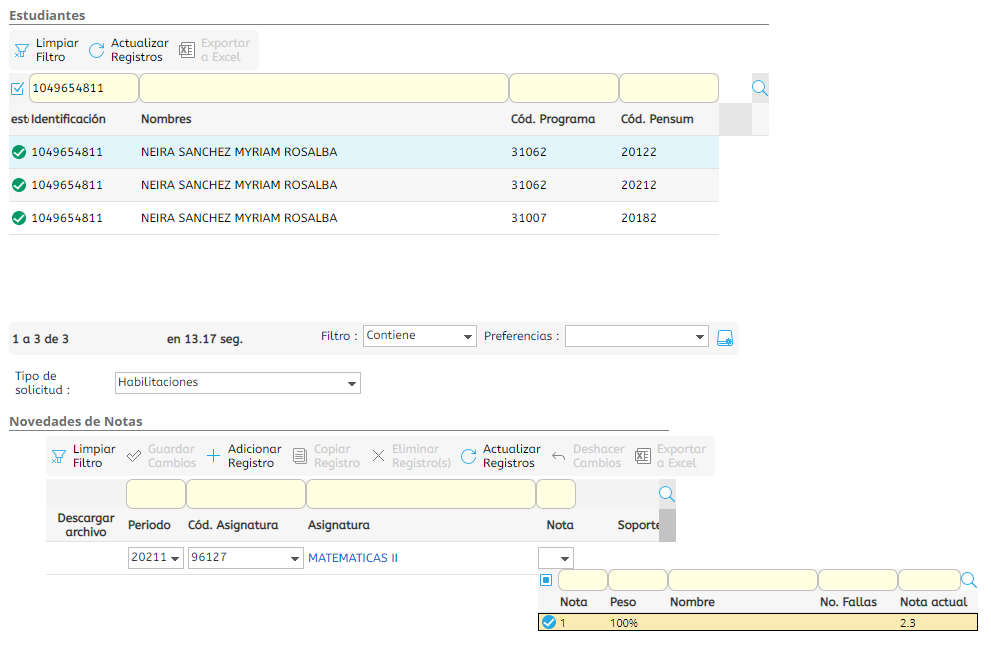 Estudiantes
Limpiar Filtro Actualizar Registros Exportar a Excel
1049654811
est Identificación Nombres Cód. Programa Cód. Pensum
1049654811 NEIRA SANCHEZ MYRIAM ROSALBA 31062 20122
1049654811 NEIRA SANCHEZ MYRIAM ROSALBA 31062 20212
1049654811 NEIRA SANCHEZ MYRIAM ROSALBA 31007 20182
1 a 3 de 3 en 13.17 seg. Filtro : Contiene Preferencias :
Tipo de solicitud : Habilitaciones
Novedades de Notas
Limpiar Filtro Guardar Cambios Adicionar Registro Copiar Registro Eliminar Registro(s) Actualizar Registros Deshacer Cambios Exportar a Excel
Descargar archivo Periodo Cód. Asignatura Asignatura Nota Soporte
20211 96127 MATEMATICAS II
Nota Peso Nombre No. Fallas Nota actual
1 100% 2.3